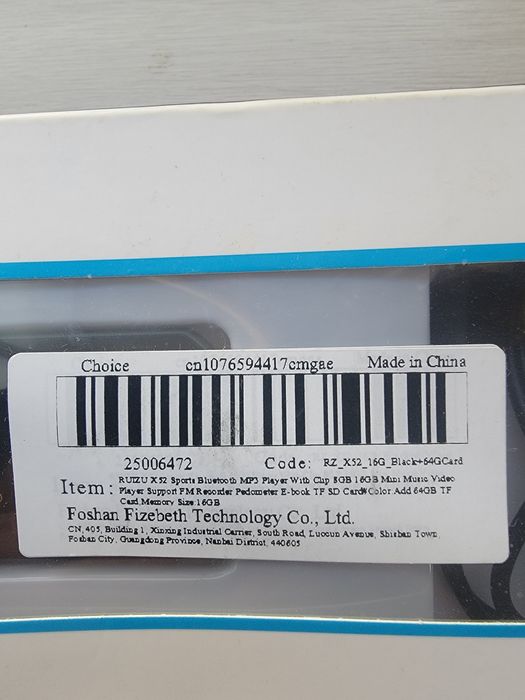 Choice cn1076594417cmgae Made in China
25006472 Code: RZ_X52_16G_Black+64GCard
Item: RUIZU X52 Sports Bluetooth MP3 Player With Clip 8GB 16GB Mini Music Video
Player Support FM Recorder Pedometer E-book TF SD Card#Color:Add 64GB TF
Card,Memory Size:16GB
Foshan Fizebeth Technology Co., Ltd.
CN, 405, Building 1, Xinxing Industrial Carrier, South Road, Luocun Avenue, Shishan Town,
Foshan City, Guangdong Province, Nanhai District, 440605